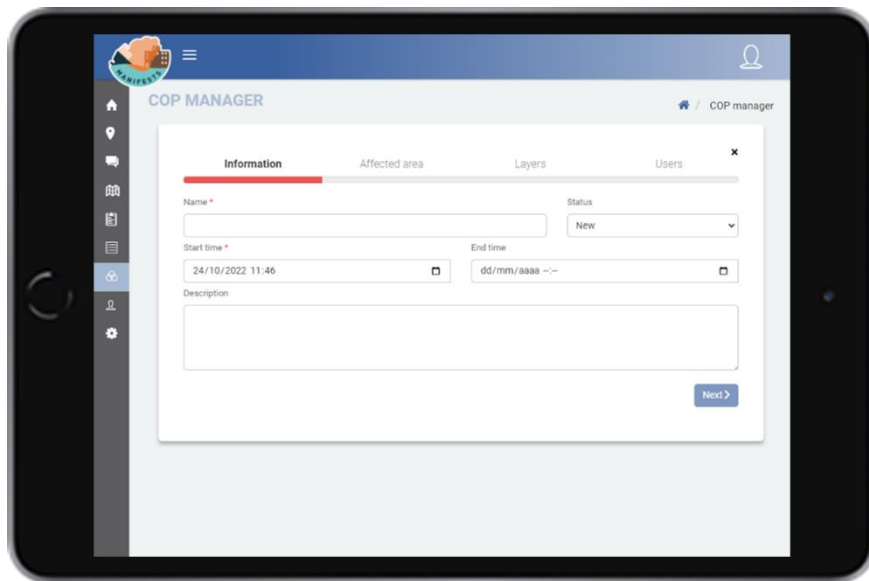 MANIFESTS
COP MANAGER
/ COP manager
Information
Affected area
Layers
Users
Name *
Status
New
Start time *
End time
24/10/2022 11:46
dd/mm/aaaa --:--
Description
Next